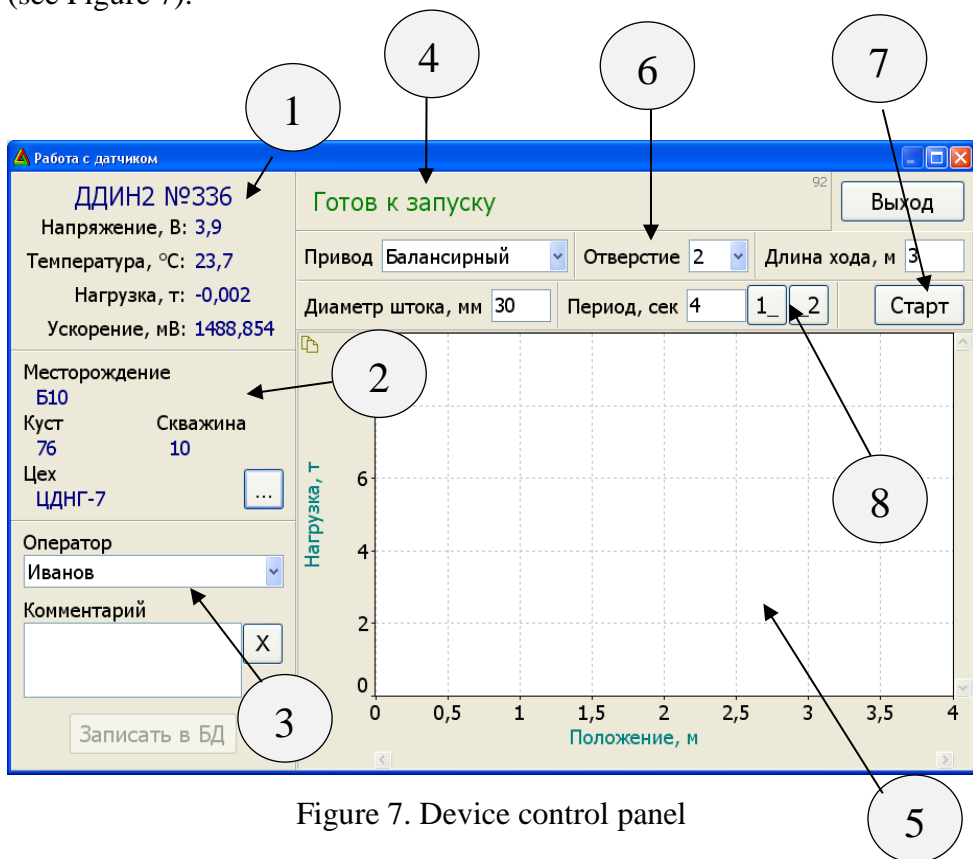 (see Figure 7).
4
6
7
1
Работа с датчиком
ДДИН2 №336
Напряжение, В: 3,9
Температура, °С: 23,7
Нагрузка, т: -0,002
Ускорение, мВ: 1488,854
Готов к запуску
92
Выход
Привод Балансирный Отверстие 2 Длина хода, м 3
Диаметр штока, мм 30 Период, сек 4 1_ _2 Старт
Месторождение
Б10
Куст Скважина
76 10
Цех
ЦДНГ-7 ...
2
Оператор
Иванов
Комментарий
X
Записать в БД
3
Нагрузка, т
6
4
2
0
0 0,5 1 1,5 2 2,5 3 3,5 4
Положение, м
8
5
Figure 7. Device control panel